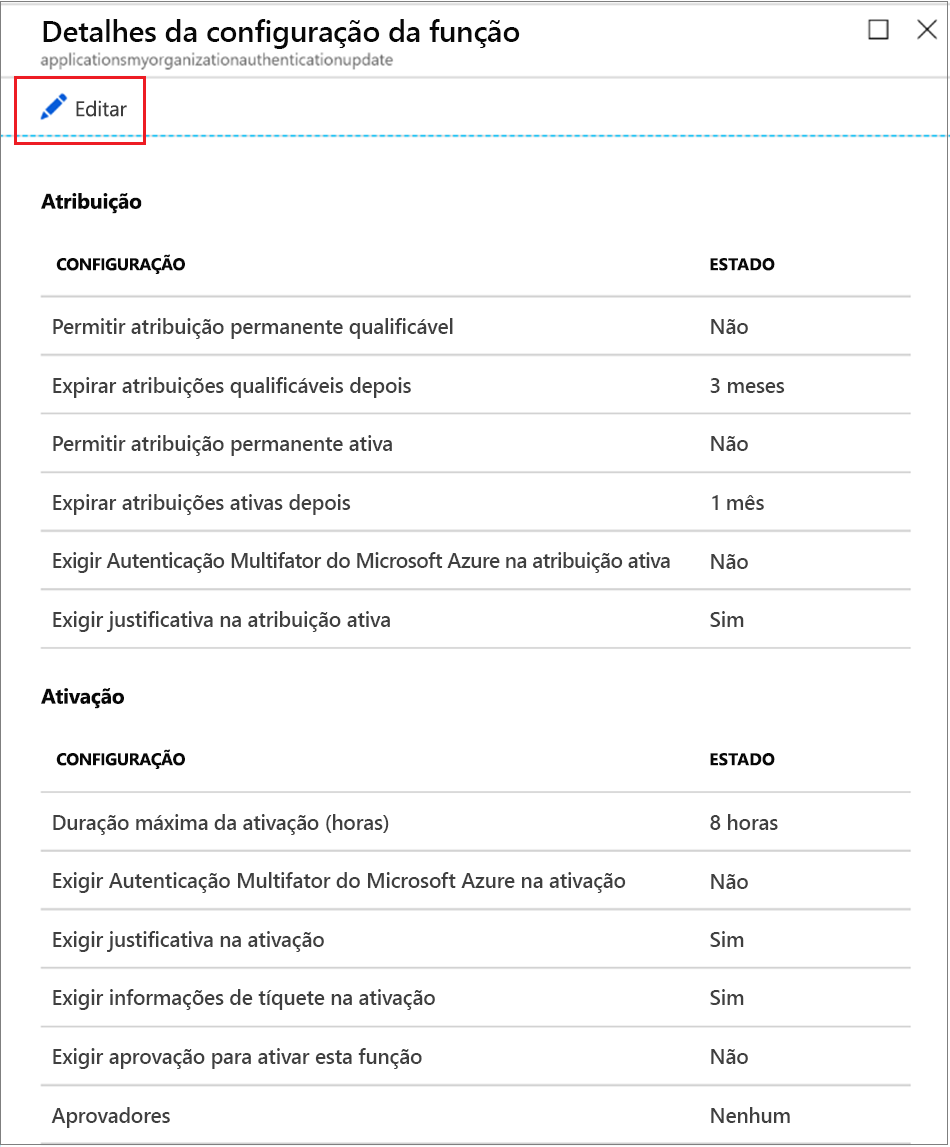 Detalhes da configuração da função
applicationsmyorganizationauthenticationupdate
Editar
Atribuição
CONFIGURAÇÃO ESTADO
Permitir atribuição permanente qualificável Não
Expirar atribuições qualificáveis depois 3 meses
Permitir atribuição permanente ativa Não
Expirar atribuições ativas depois 1 mês
Exigir Autenticação Multifator do Microsoft Azure na atribuição ativa Não
Exigir justificativa na atribuição ativa Sim
Ativação
CONFIGURAÇÃO ESTADO
Duração máxima da ativação (horas) 8 horas
Exigir Autenticação Multifator do Microsoft Azure na ativação Não
Exigir justificativa na ativação Sim
Exigir informações de tíquete na ativação Sim
Exigir aprovação para ativar esta função Não
Aprovadores Nenhum